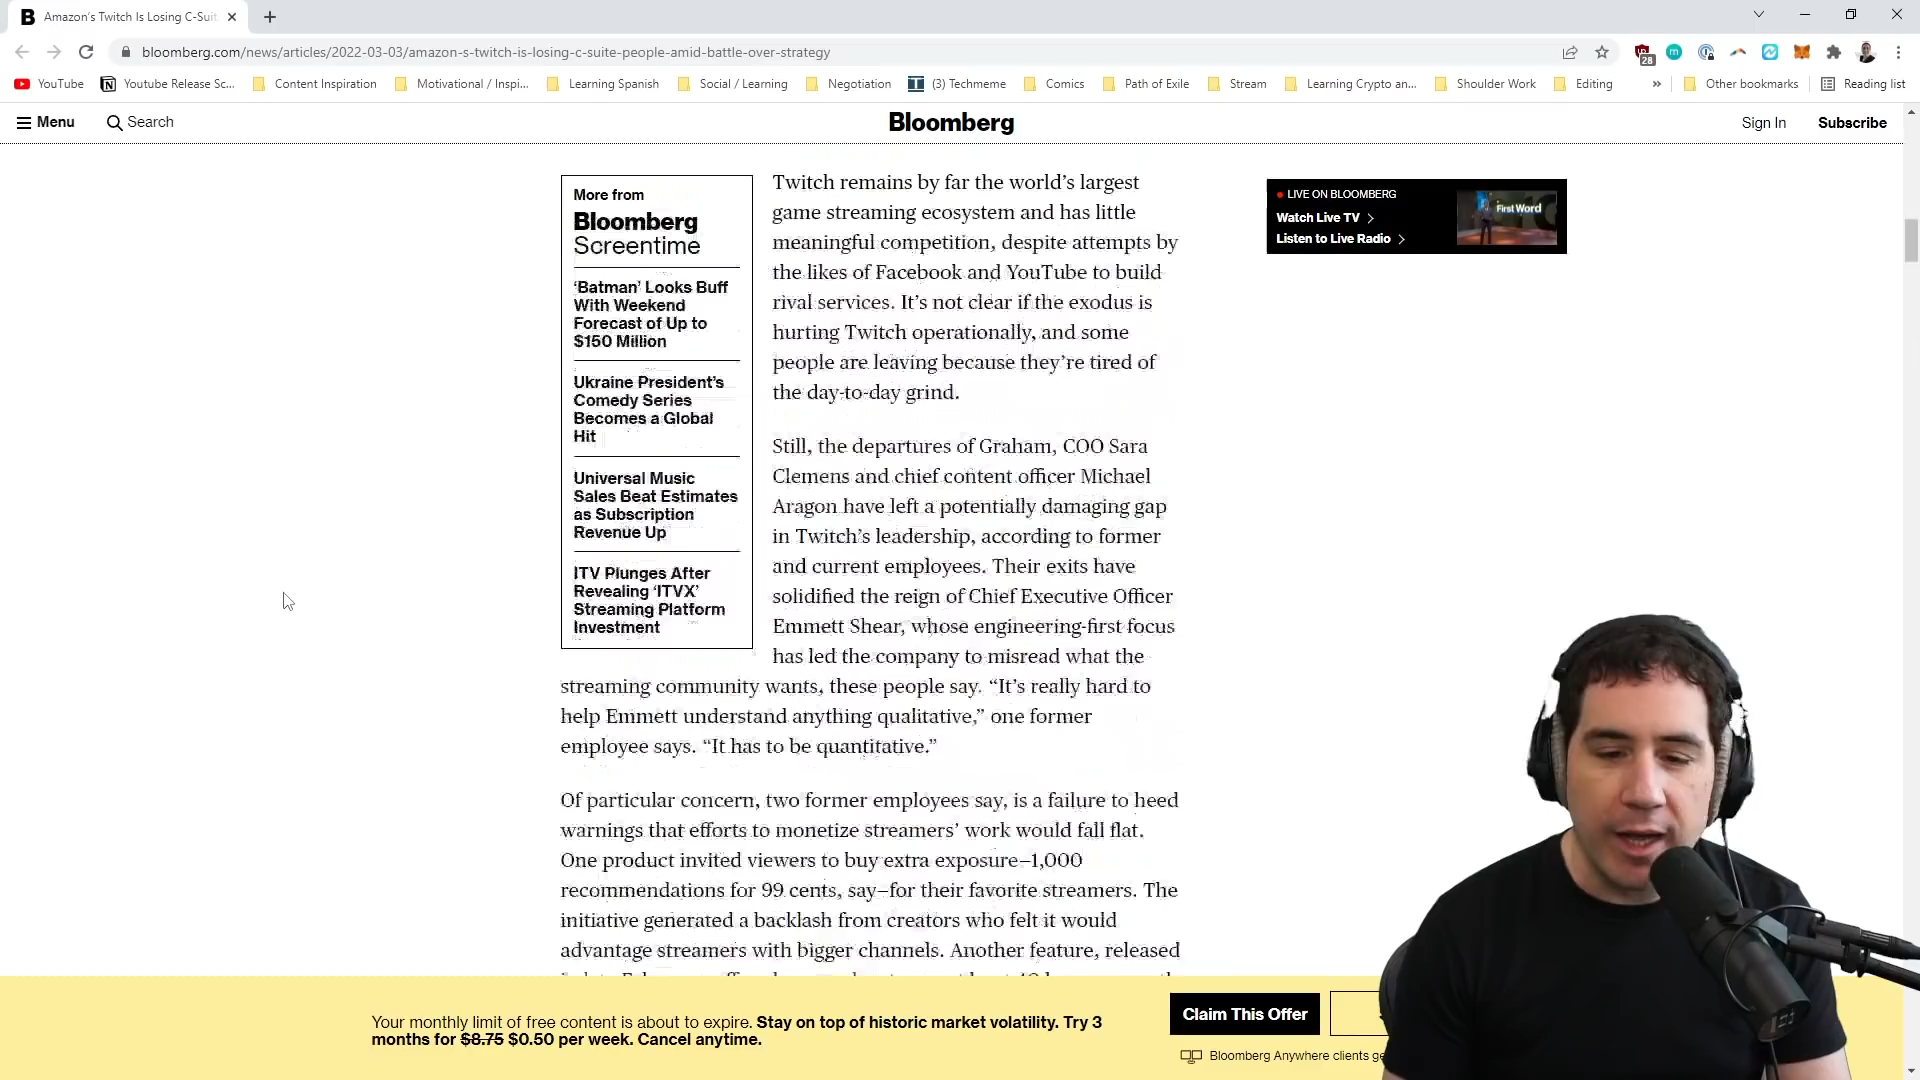 Amazon's Twitch Is Losing C-Suit
bloomberg.com/news/articles/2022-03-03/amazon-s-twitch-is-losing-c-suite-people-amid-battle-over-strategy
28
YouTube
Youtube Release Sc...
Content Inspiration
Motivational / Inspi...
Learning Spanish
Social / Learning
Negotiation
(3) Techmeme
Comics
Path of Exile
Stream
Learning Crypto an...
Shoulder Work
Editing
Other bookmarks
Reading list
Menu
Search
Bloomberg
Sign In
Subscribe
More from
Bloomberg
Screentime
‘Batman’ Looks Buff
With Weekend
Forecast of Up to
$150 Million
Ukraine President’s
Comedy Series
Becomes a Global
Hit
Universal Music
Sales Beat Estimates
as Subscription
Revenue Up
ITV Plunges After
Revealing ‘ITVX’
Streaming Platform
Investment
Twitch remains by far the world’s largest
game streaming ecosystem and has little
meaningful competition, despite attempts by
the likes of Facebook and YouTube to build
rival services. It’s not clear if the exodus is
hurting Twitch operationally, and some
people are leaving because they’re tired of
the day-to-day grind.
Still, the departures of Graham, COO Sara
Clemens and chief content officer Michael
Aragon have left a potentially damaging gap
in Twitch’s leadership, according to former
and current employees. Their exits have
solidified the reign of Chief Executive Officer
Emmett Shear, whose engineering-first focus
has led the company to misread what the
streaming community wants, these people say. “It’s really hard to
help Emmett understand anything qualitative,” one former
employee says. “It has to be quantitative.”
Of particular concern, two former employees say, is a failure to heed
warnings that efforts to monetize streamers’ work would fall flat.
One product invited viewers to buy extra exposure—1,000
recommendations for 99 cents, say—for their favorite streamers. The
initiative generated a backlash from creators who felt it would
advantage streamers with bigger channels. Another feature, released
LIVE ON BLOOMBERG
Watch Live TV
Listen to Live Radio
First Word
Your monthly limit of free content is about to expire. Stay on top of historic market volatility. Try 3
months for $8.75 $0.50 per week. Cancel anytime.
Claim This Offer
Bloomberg Anywhere clients ge